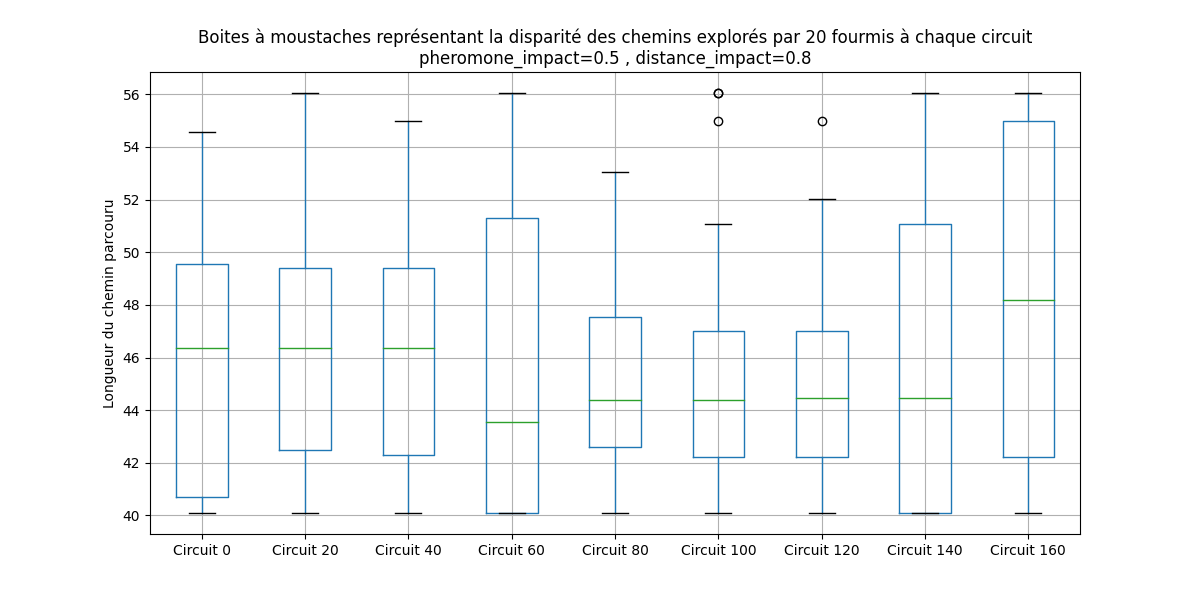 Boites à moustaches représentant la disparité des chemins explorés par 20 fourmis à chaque circuit
pheromone_impact=0.5 , distance_impact=0.8
Longueur du chemin parcouru
56
54
52
50
48
46
44
42
40
Circuit 0
Circuit 20
Circuit 40
Circuit 60
Circuit 80
Circuit 100
Circuit 120
Circuit 140
Circuit 160